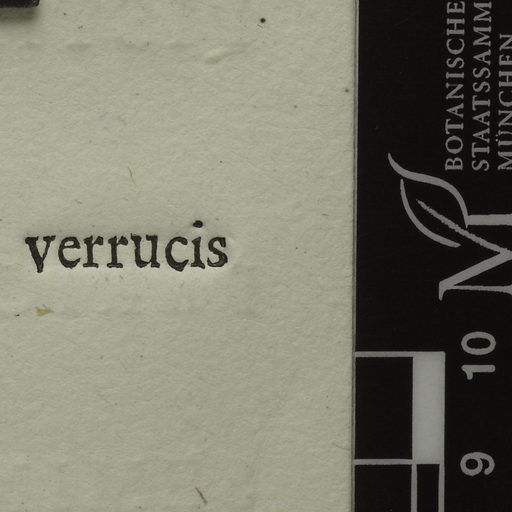 verrucis
BOTANISCHE
STAATSSAMM
MÜNCHEN
M
10
9